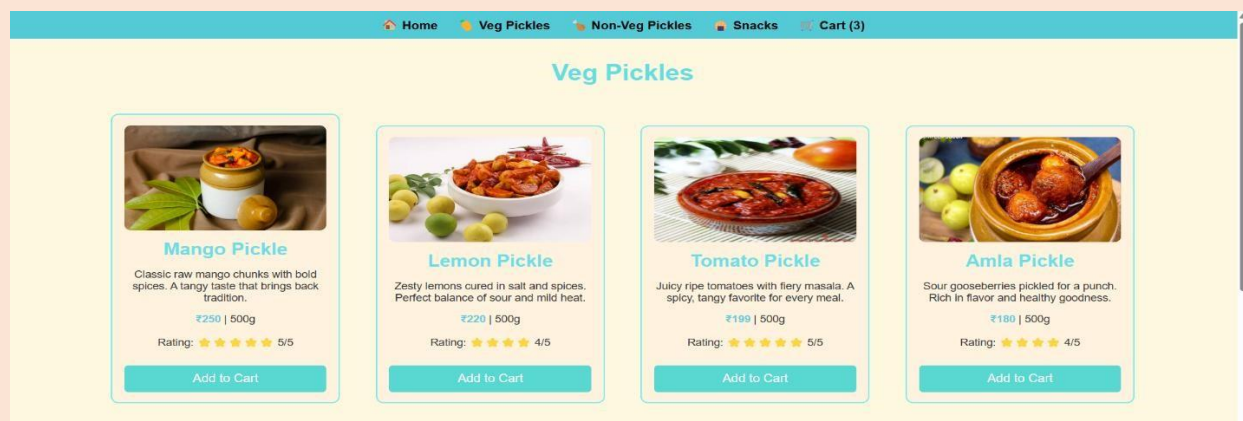 Home Veg Pickles Non-Veg Pickles Snacks Cart (3)
Veg Pickles
Mango Pickle
Classic raw mango chunks with bold
spices. A tangy taste that brings back
tradition.
₹250 | 500g
Rating: ⭐⭐⭐⭐⭐ 5/5
Add to Cart
Lemon Pickle
Zesty lemons cured in salt and spices.
Perfect balance of sour and mild heat.
₹220 | 500g
Rating: ⭐⭐⭐⭐ 4/5
Add to Cart
Tomato Pickle
Juicy ripe tomatoes with fiery masala. A
spicy, tangy favorite for every meal.
₹199 | 500g
Rating: ⭐⭐⭐⭐⭐ 5/5
Add to Cart
Amla Pickle
Sour gooseberries pickled for a punch.
Rich in flavor and healthy goodness.
₹180 | 500g
Rating: ⭐⭐⭐⭐ 4/5
Add to Cart